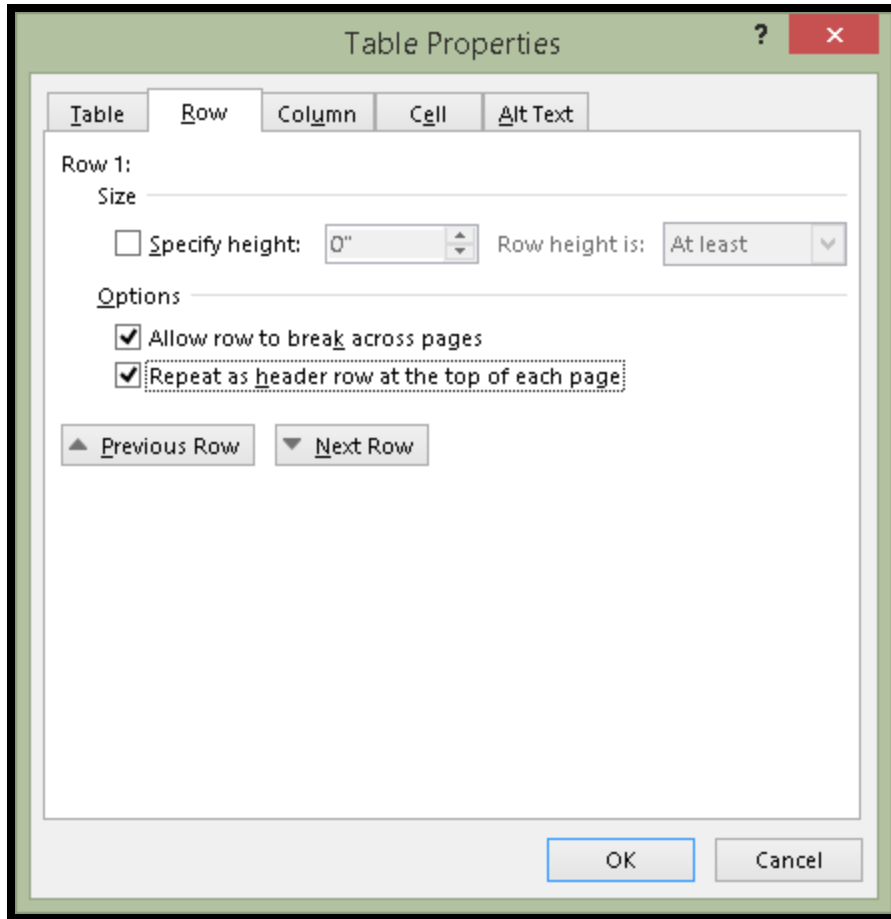 Table Properties ? ×
Table Row Column Cell Alt Text
Row 1:
Size
Specify height: 0" Row height is: At least
Options
Allow row to break across pages
Repeat as header row at the top of each page
Previous Row Next Row
OK Cancel